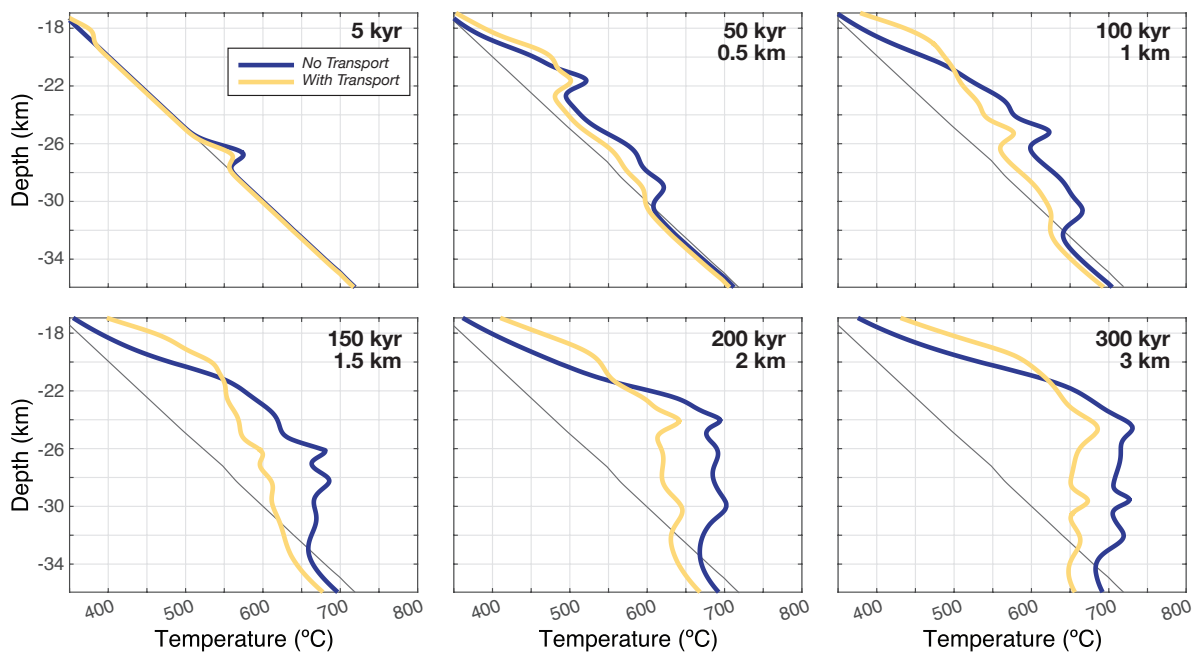 5 kyr
No Transport
With Transport
-18
-22
-26
-30
-34
Depth (km)
50 kyr
0.5 km
100 kyr
1 km
150 kyr
1.5 km
-18
-22
-26
-30
-34
Depth (km)
400
500
600
700
800
Temperature (ºC)
200 kyr
2 km
400
500
600
700
800
Temperature (ºC)
300 kyr
3 km
400
500
600
700
800
Temperature (ºC)